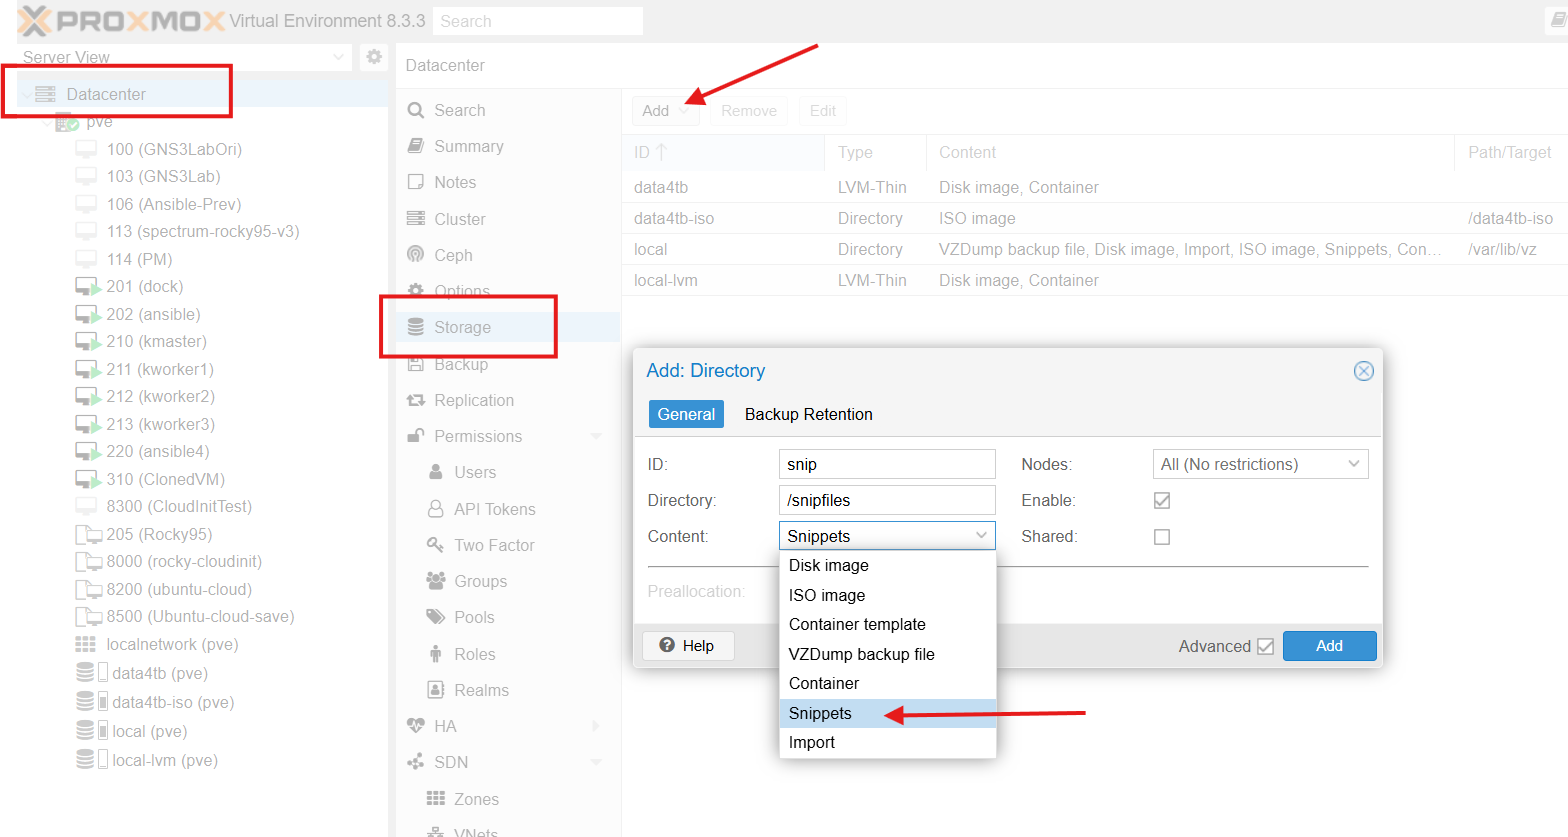 PROXMOX Virtual Environment 8.3.3 Search
Server View
Datacenter
pve
100 (GNS3LabOri)
103 (GNS3Lab)
106 (Ansible-Prev)
113 (spectrum-rocky95-v3)
114 (PM)
201 (dock)
202 (ansible)
210 (kmaster)
211 (kworker1)
212 (kworker2)
213 (kworker3)
220 (ansible4)
310 (ClonedVM)
8300 (CloudInitTest)
205 (Rocky95)
8000 (rocky-cloudinit)
8200 (ubuntu-cloud)
8500 (Ubuntu-cloud-save)
localnetwork (pve)
data4tb (pve)
data4tb-iso (pve)
local (pve)
local-lvm (pve)
Datacenter
Search
Summary
Notes
Cluster
Ceph
Options
Storage
Backup
Replication
Permissions
Users
API Tokens
Two Factor
Groups
Pools
Roles
Realms
HA
SDN
Zones
VNets
Add Remove Edit
ID Type Content Path/Target
data4tb LVM-Thin Disk image, Container
data4tb-iso Directory ISO image /data4tb-iso
local Directory VZDump backup file, Disk image, Import, ISO image, Snippets, Con... /var/lib/vz
local-lvm LVM-Thin Disk image, Container
Add: Directory
General Backup Retention
ID: snip Nodes: All (No restrictions)
Directory: /snipfiles Enable:
Content: Snippets Shared:
Disk image
ISO image
Container template
VZDump backup file
Container
Snippets
Import
Preallocation:
Help Advanced Add